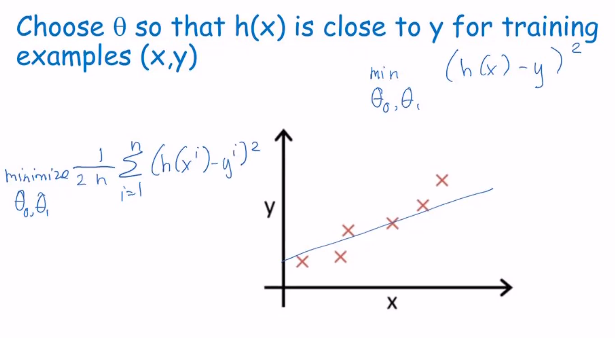 Choose θ so that h(x) is close to y for training
examples (x,y)
min (h(x) - y)²
θ₀, θ₁
minimize 1/2n n∑i=1 (h(xⁱ) - yⁱ)²
θ₀, θ₁
y
x